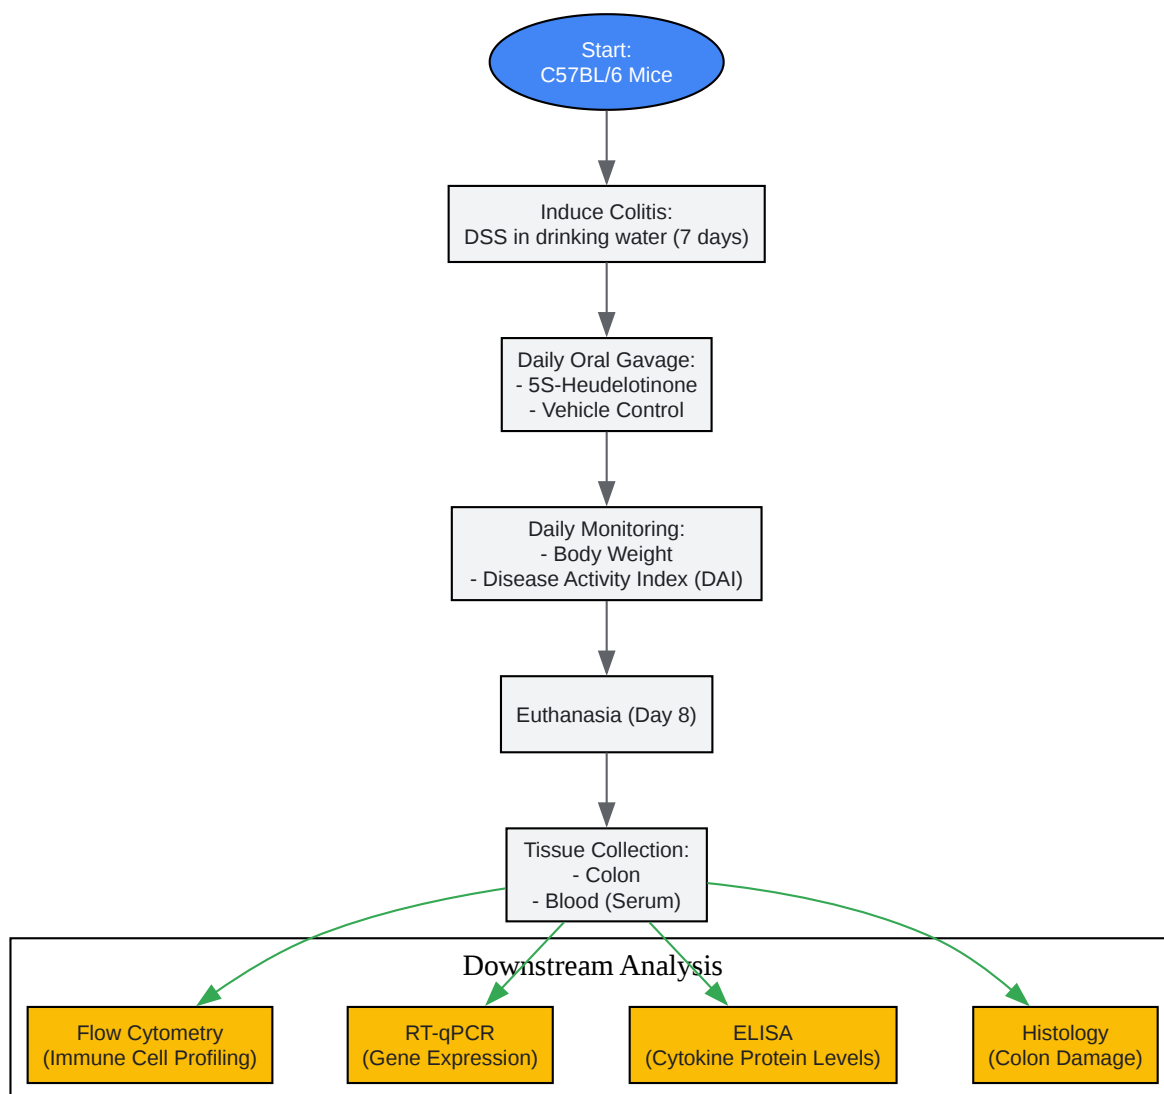 Start:
C57BL/6 Mice
Induce Colitis:
DSS in drinking water (7 days)
Daily Oral Gavage:
- 5S-Heudelotinone
- Vehicle Control
Daily Monitoring:
- Body Weight
- Disease Activity Index (DAI)
Euthanasia (Day 8)
Tissue Collection:
- Colon
- Blood (Serum)
Downstream Analysis
Flow Cytometry
(Immune Cell Profiling)
RT-qPCR
(Gene Expression)
ELISA
(Cytokine Protein Levels)
Histology
(Colon Damage)